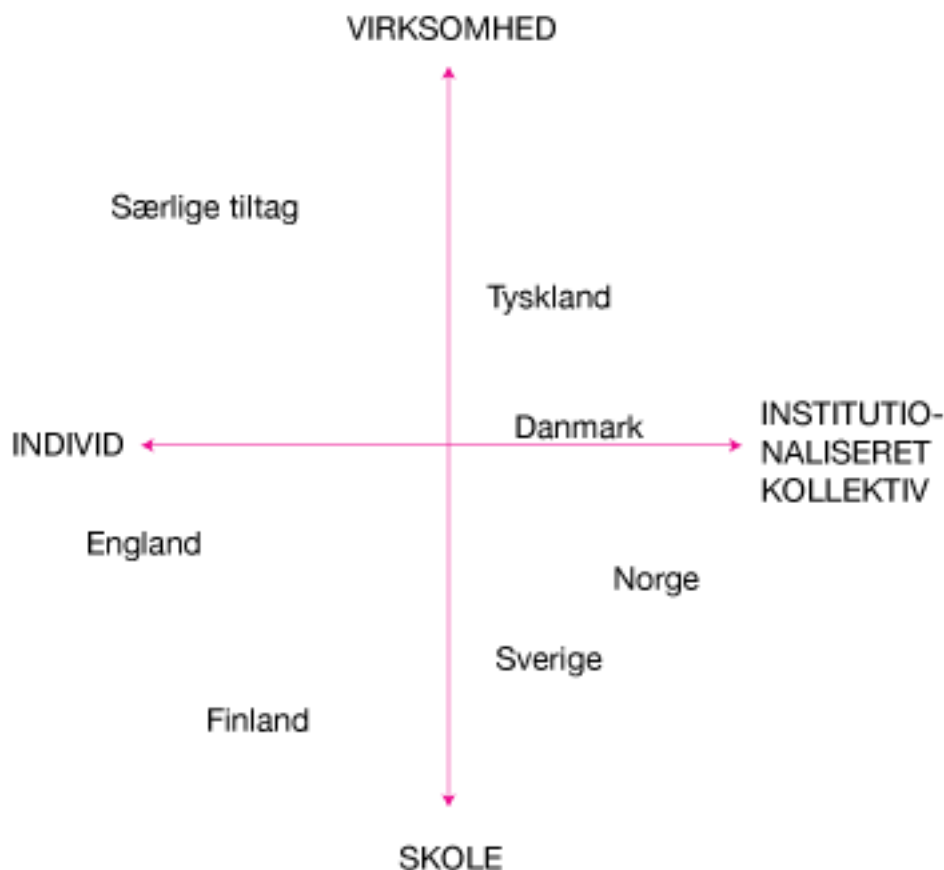 VIRKSOMHED
Særlige tiltag
Tyskland
Danmark
INDIVID
INSTITUTIO-
NALISERET
KOLLEKTIV
England
Norge
Sverige
Finland
SKOLE